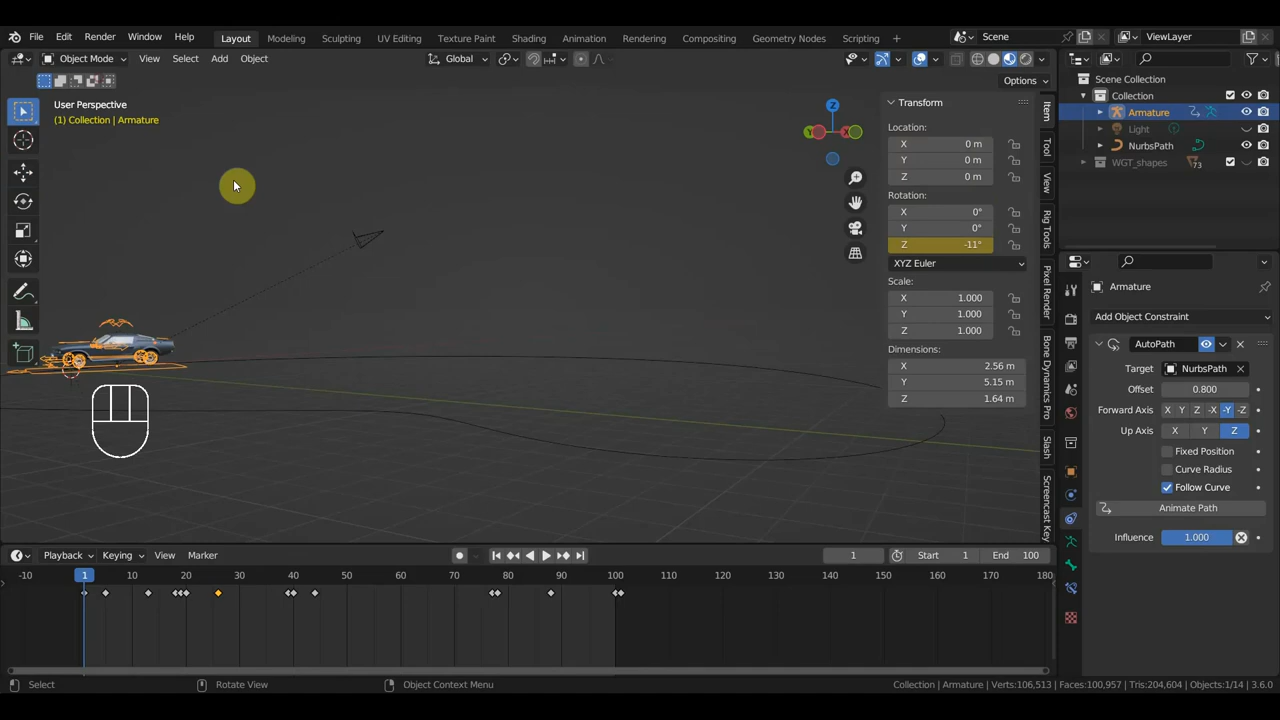 File Edit Render Window Help Layout Modeling Sculpting UV Editing Texture Paint Shading Animation Rendering Compositing Geometry Nodes Scripting + Scene ViewLayer
Object Mode View Select Add Object Global
Options
User Perspective
(1) Collection | Armature
Transform
Location:
X 0 m
Y 0 m
Z 0 m
Rotation:
X 0°
Y 0°
Z -11°
XYZ Euler
Scale:
X 1.000
Y 1.000
Z 1.000
Dimensions:
X 2.56 m
Y 5.15 m
Z 1.64 m
Item
Tool
View
Rig Tools
Pixel Render
Bone Dynamics Pro
Slash
Screencast Key
Z
Y X
Scene Collection
Collection
Armature
Light
NurbsPath
WGT_shapes 73
Armature
Add Object Constraint
AutoPath
Target NurbsPath
Offset 0.800
Forward Axis X Y Z -X -Y -Z
Up Axis X Y Z
Fixed Position
Curve Radius
Follow Curve
Animate Path
Influence 1.000
Playback Keying View Marker 1 Start 1 End 100
-10 1 10 20 30 40 50 60 70 80 90 100 110 120 130 140 150 160 170 180
Select Rotate View Object Context Menu Collection | Armature | Verts:106,513 | Faces:100,957 | Tris:204,604 | Objects:1/14 | 3.6.0